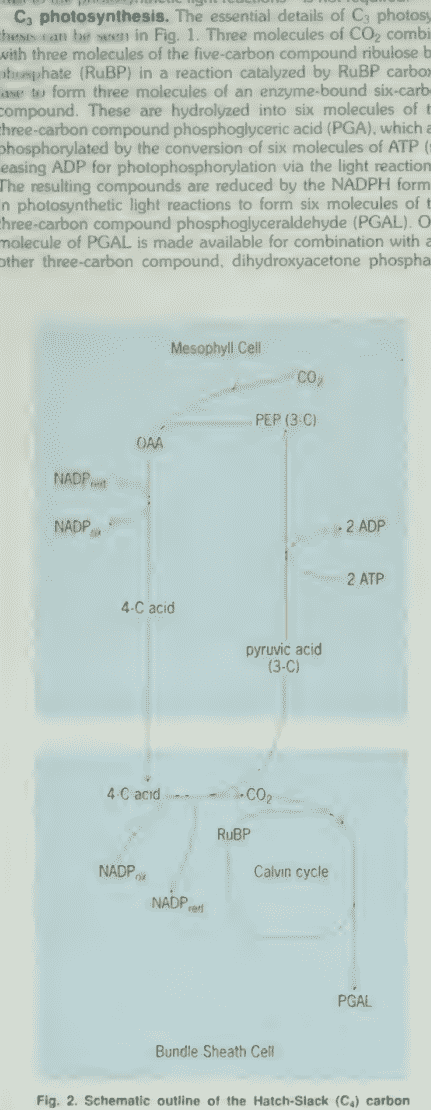 C₃ photosynthesis. The essential details of C₃ photosy
these can be seen in Fig. 1. Three molecules of CO₂ combi
with three molecules of the five-carbon compound ribulose b
phosphate (RuBP) in a reaction catalyzed by RuBP carbox
ase to form three molecules of an enzyme-bound six-carb
compound. These are hydrolyzed into six molecules of t
three-carbon compound phosphoglyceric acid (PGA), which a
phosphorylated by the conversion of six molecules of ATP (
easing ADP for photophosphorylation via the light reaction
The resulting compounds are reduced by the NADPH form
in photosynthetic light reactions to form six molecules of t
three-carbon compound phosphoglyceraldehyde (PGAL). O
molecule of PGAL is made available for combination with a
other three-carbon compound, dihydroxyacetone phospha
Mesophyll Cell
CO₂
PEP (3-C)
OAA
NADP red
NADP ox
2 ADP
2 ATP
4-C acid
pyruvic acid
(3-C)
4-C acid
CO₂
RuBP
NADP ox
Calvin cycle
NADP red
PGAL
Bundle Sheath Cell
Fig. 2. Schematic outline of the Hatch-Slack (C₄) carbon